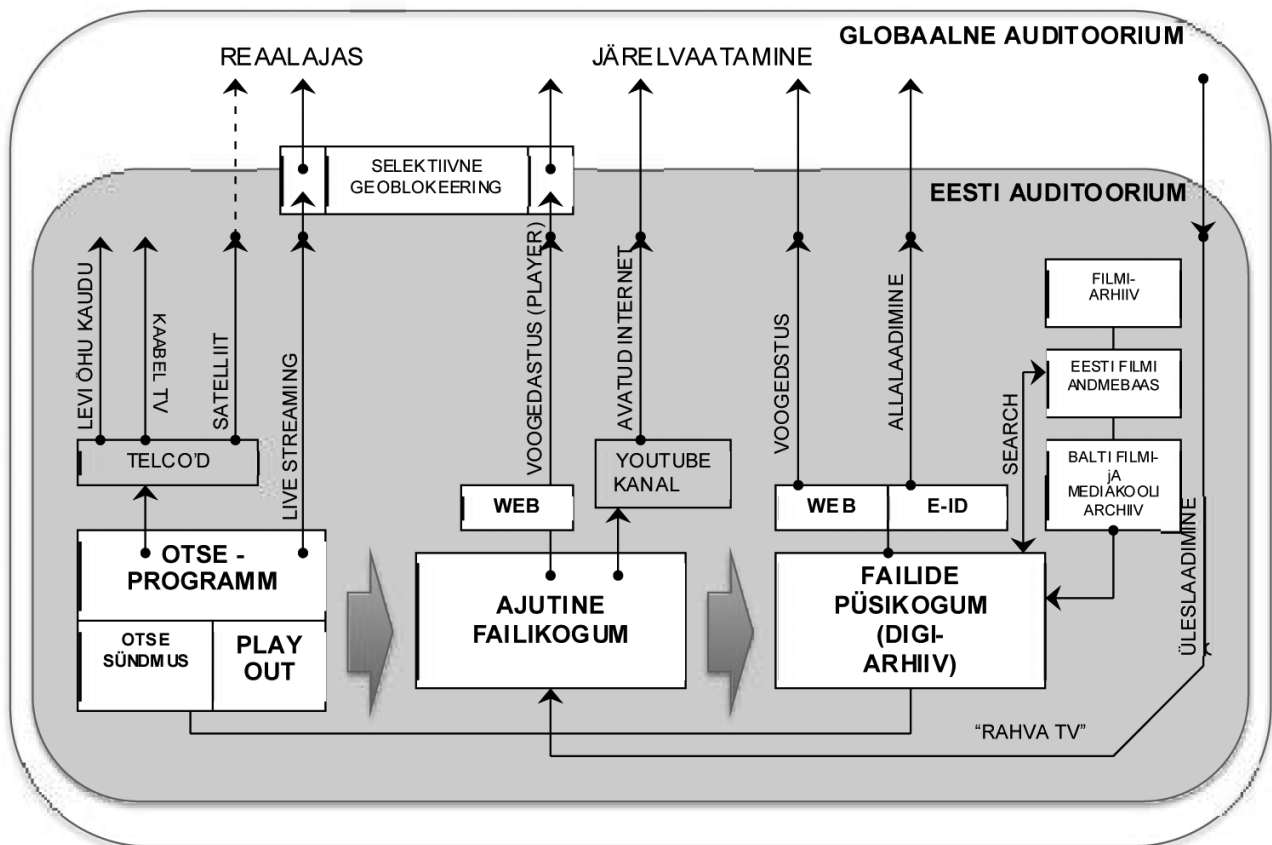 GLOBAALNE AUDITOORIUM
REAALAJAS
JÄRELVAATAMINE
SELEKTIIVNE
GEOBLOKEERING
EESTI AUDITOORIUM
LEVI ÕHU KAUDU
KAABEL TV
SATELLIIT
LIVE STREAMING
VOOGEDASTUS (PLAYER)
AVATUD INTERNET
VOOGEDSTUS
ALLALAADIMINE
SEARCH
FILMI-
ARHIIV
EESTI FILMI
ANDMEBAAS
BALTI FILMI-
jA
MEDIAKOOLI
ARCHIIV
ÜLESLAADIMINE
TELCO'D
WEB
YOUTUBE
KANAL
WEB
E-ID
OTSE -
PROGRAMM
OTSE
SÜNDMUS
PLAY
OUT
AJUTINE
FAILIKOGUM
FAILIDE
PÜSIKOGUM
(DIGI-
ARHIIV)
“RAHVA TV”